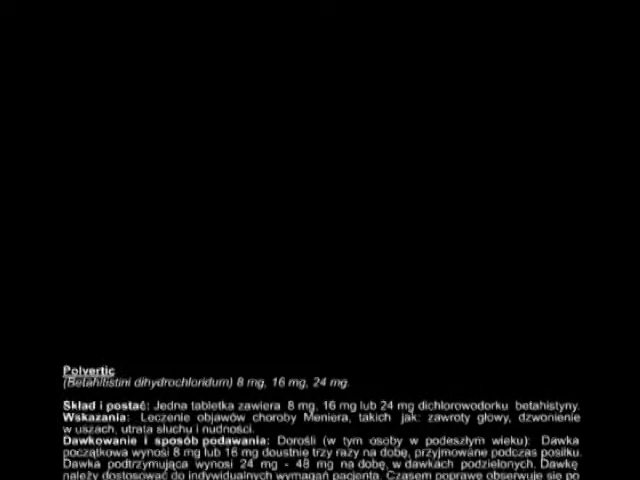 Polvertic
(Betahistini dihydrochloridum) 8 mg, 16 mg, 24 mg.
Skład i postać: Jedna tabletka zawiera 8 mg, 16 mg lub 24 mg dichlorowodorku betahistyny.
Wskazania: Leczenie objawów choroby Meniera, takich jak: zawroty głowy, dzwonienie
w uszach, utrata słuchu i nudności.
Dawkowanie i sposób podawania: Dorośli (w tym osoby w podeszłym wieku): Dawka
początkowa wynosi 8 mg lub 16 mg doustnie trzy razy na dobę, przyjmowane podczas posiłku.
Dawka podtrzymująca wynosi 24 mg - 48 mg na dobę, w dawkach podzielonych. Dawkę
należy dostosować do indywidualnych wymagań pacjenta. Czasem poprawę obserwuje się po